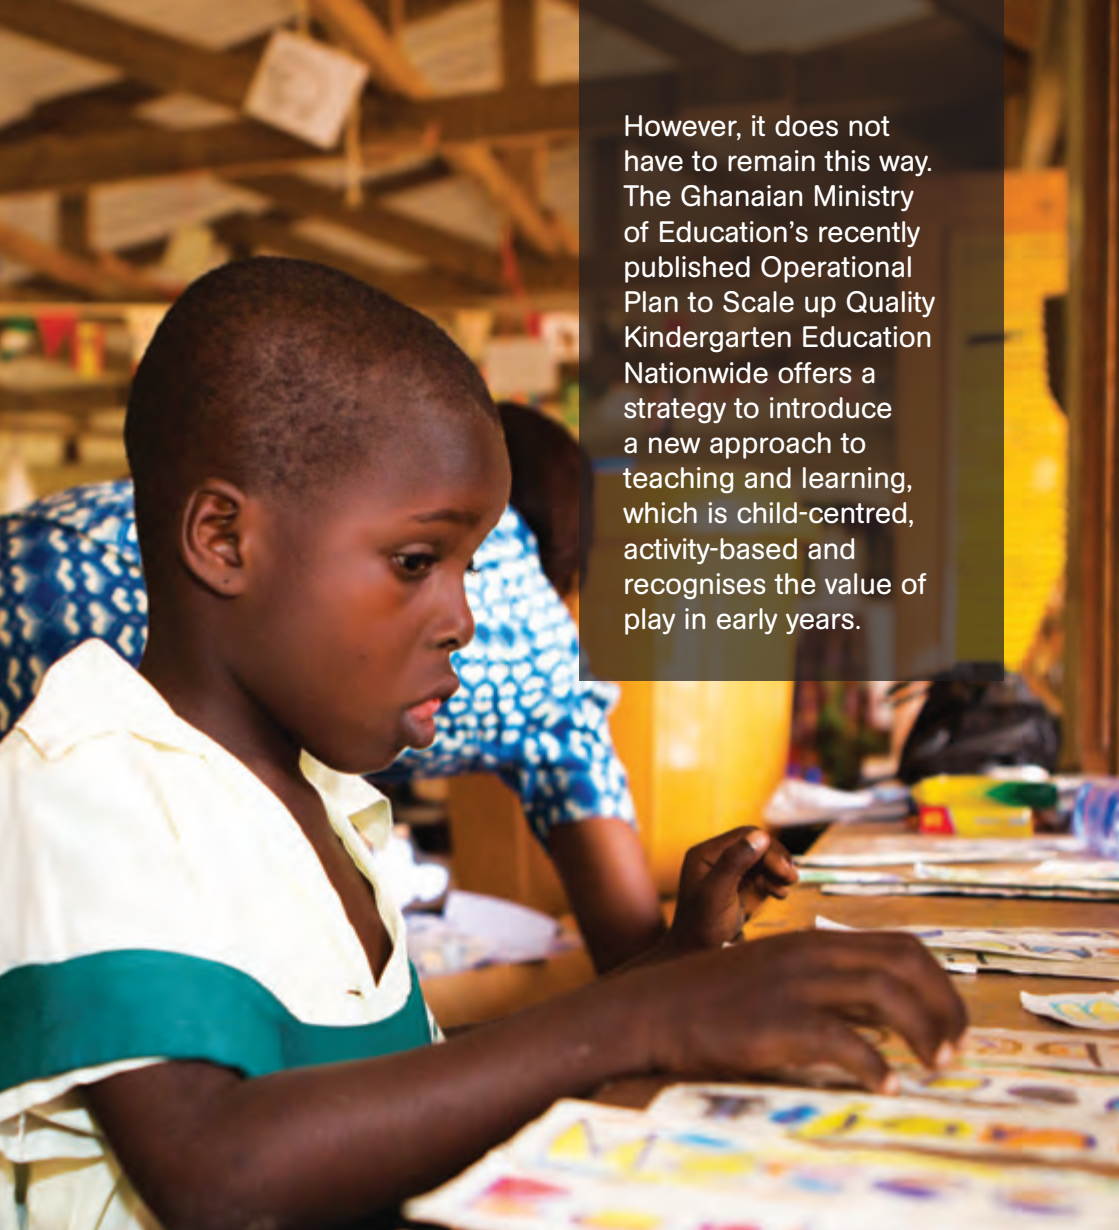 However, it does not
have to remain this way.
The Ghanaian Ministry
of Education’s recently
published Operational
Plan to Scale up Quality
Kindergarten Education
Nationwide offers a
strategy to introduce
a new approach to
teaching and learning,
which is child-centred,
activity-based and
recognises the value of
play in early years.